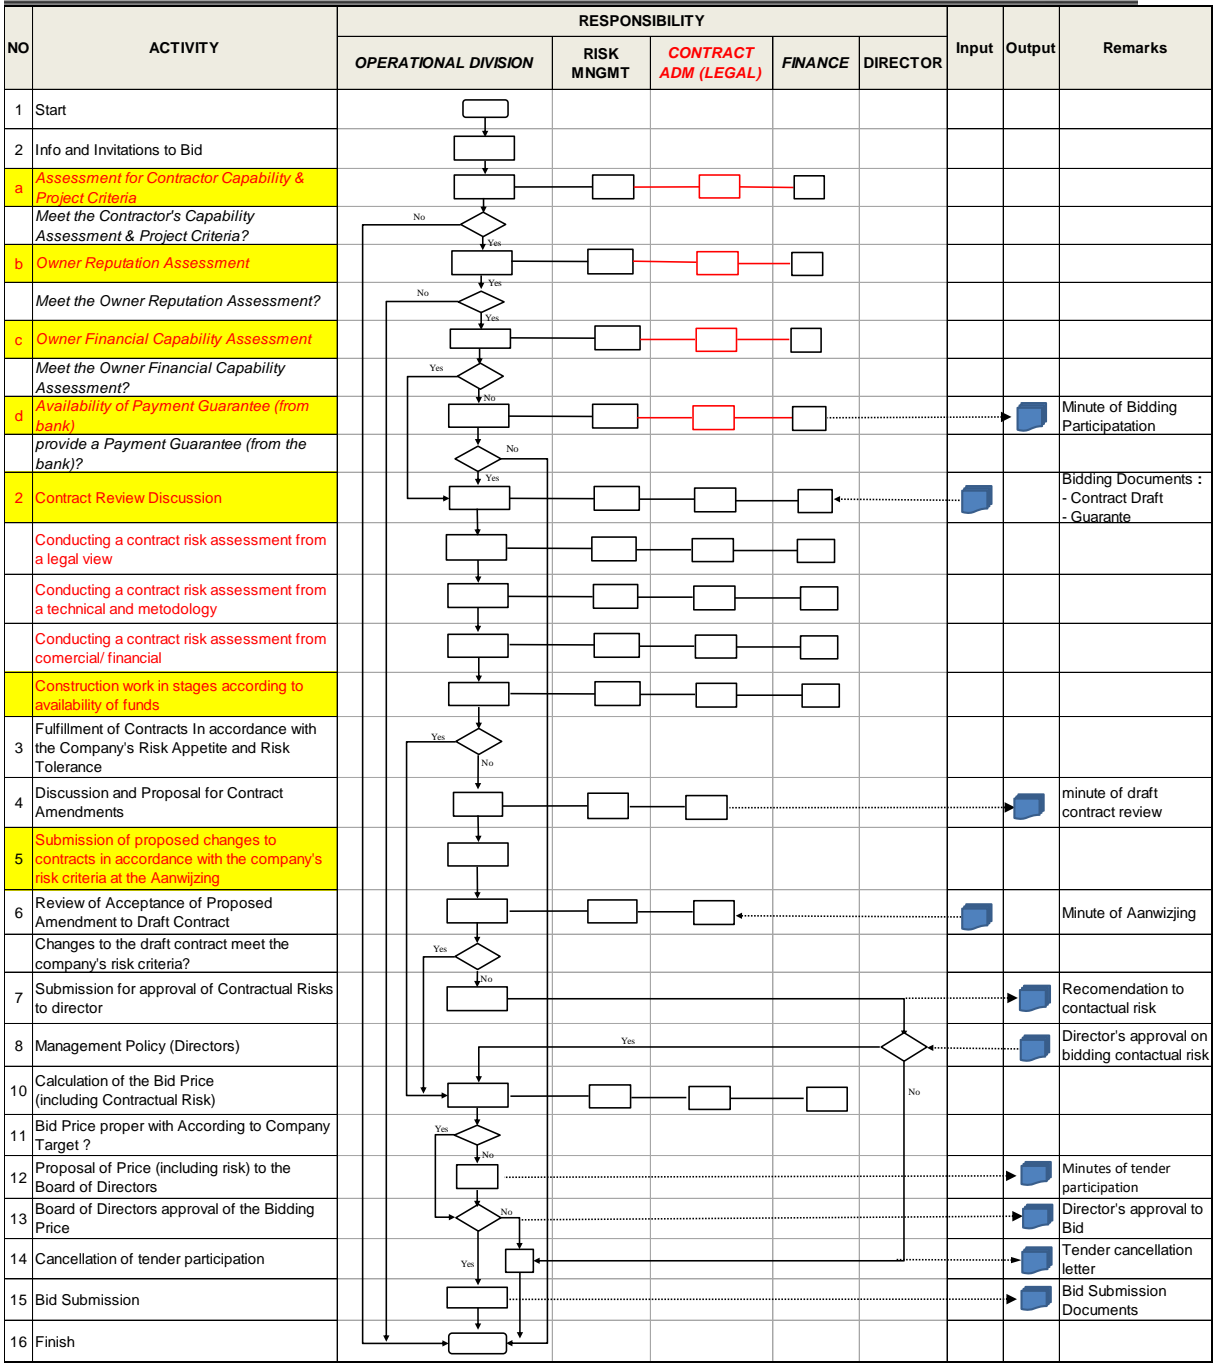 RESPONSIBILITY
NO
ACTIVITY
OPERATIONAL DIVISION
RISK
MNGMT
CONTRACT
ADM (LEGAL)
FINANCE
DIRECTOR
Input
Output
Remarks
1 Start
2 Info and Invitations to Bid
a Assessment for Contractor Capability &
Project Criteria
Meet the Contractor's Capability
Assessment & Project Criteria?
No
Yes
b Owner Reputation Assessment
Yes
Meet the Owner Reputation Assessment?
No
Yes
c Owner Financial Capability Assessment
Meet the Owner Financial Capability
Assessment?
Yes
No
d Availability of Payment Guarantee (from
bank)
Minute of Bidding
Participatation
provide a Payment Guarantee (from the
bank)?
No
Yes
2 Contract Review Discussion
Bidding Documents :
- Contract Draft
- Guarante
Conducting a contract risk assessment from
a legal view
Conducting a contract risk assessment from
a technical and metodology
Conducting a contract risk assessment from
comercial/ financial
Construction work in stages according to
availability of funds
3 Fulfillment of Contracts In accordance with
the Company's Risk Appetite and Risk
Tolerance
Yes
No
4 Discussion and Proposal for Contract
Amendments
minute of draft
contract review
5 Submission of proposed changes to
contracts in accordance with the company's
risk criteria at the Aanwijzing
6 Review of Acceptance of Proposed
Amendment to Draft Contract
Minute of Aanwizjing
Changes to the draft contract meet the
company's risk criteria?
Yes
No
7 Submission for approval of Contractual Risks
to director
Recomendation to
contactual risk
8 Management Policy (Directors)
Yes
Director's approval on
bidding contactual risk
10 Calculation of the Bid Price
(including Contractual Risk)
No
11 Bid Price proper with According to Company
Target ?
Yes
No
12 Proposal of Price (including risk) to the
Board of Directors
Minutes of tender
participation
13 Board of Directors approval of the Bidding
Price
No
Director's approval to
Bid
14 Cancellation of tender participation
Yes
Tender cancellation
letter
15 Bid Submission
Bid Submission
Documents
16 Finish